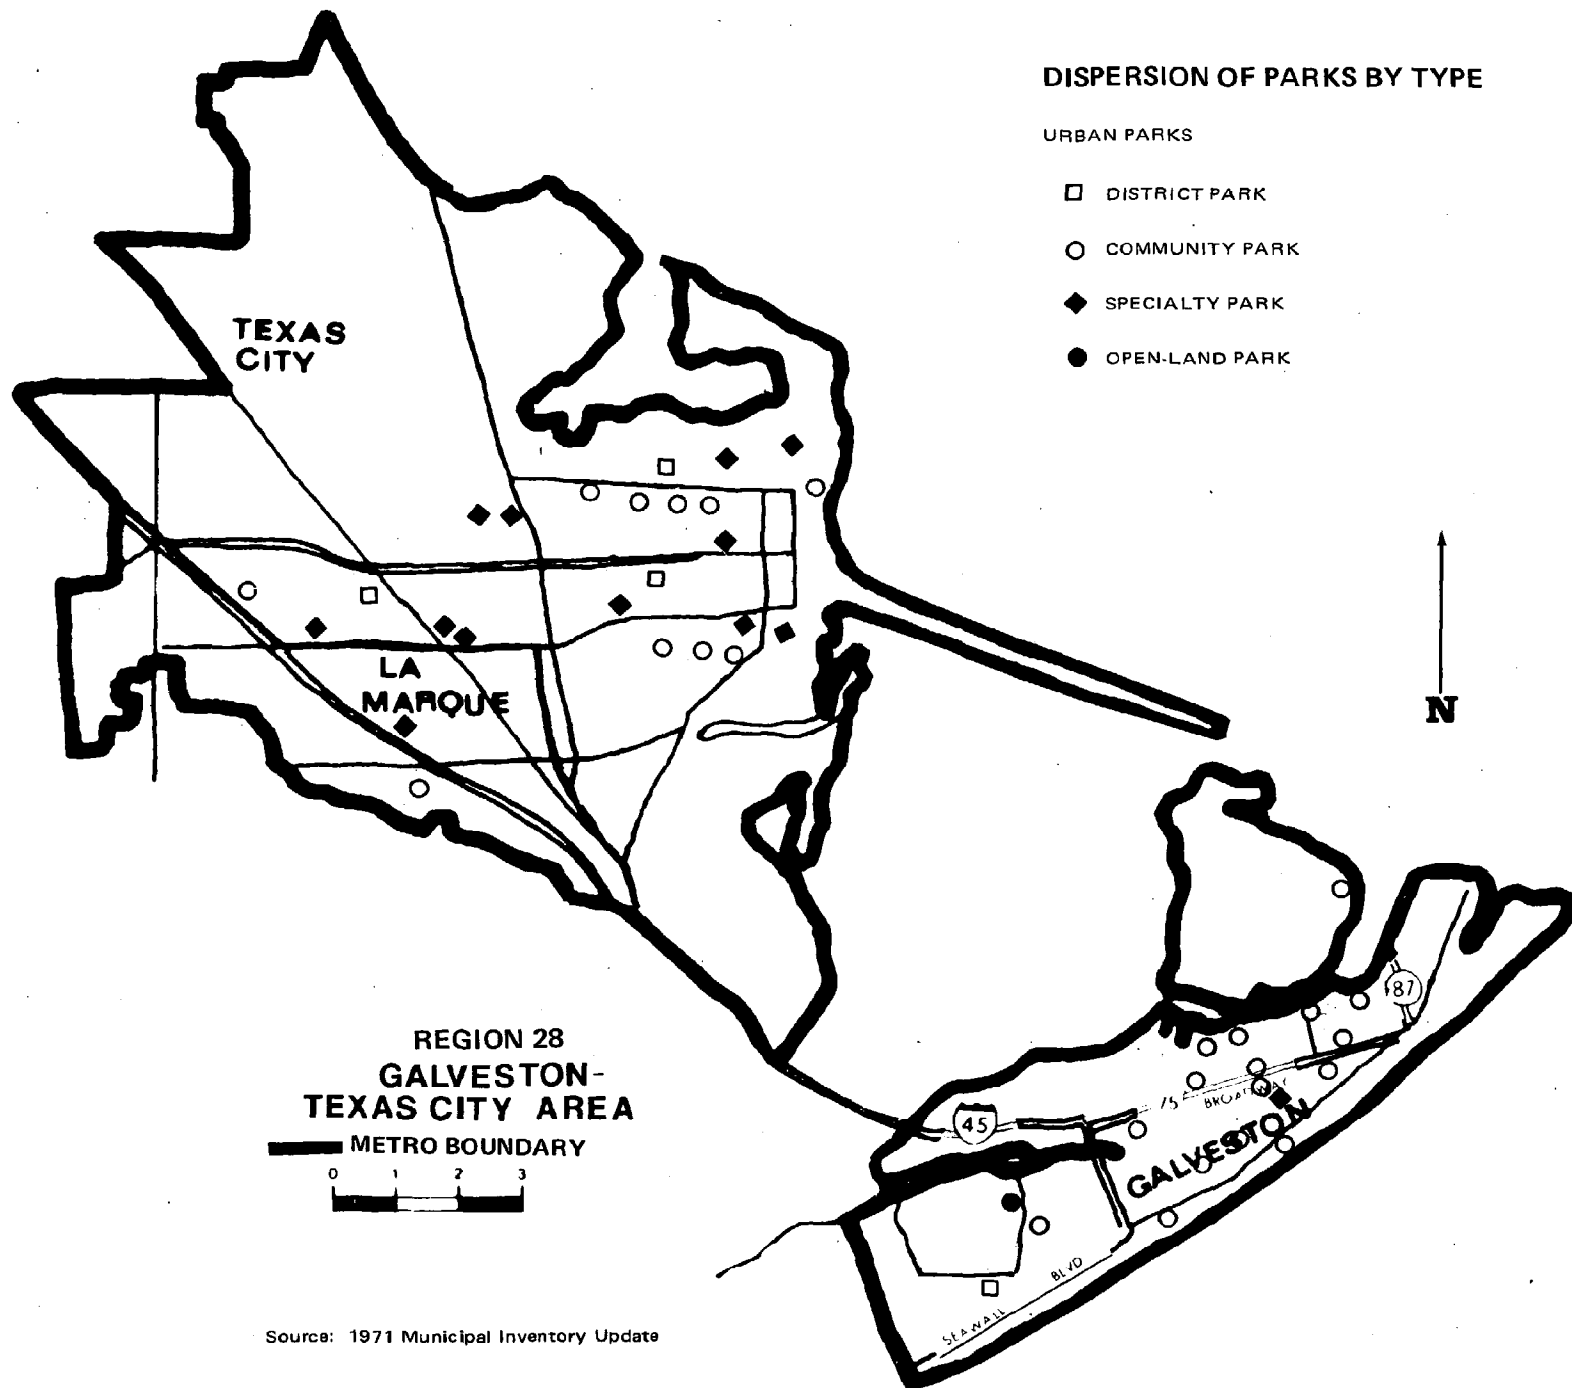 DISPERSION OF PARKS BY TYPE
URBAN PARKS
DISTRICT PARK
COMMUNITY PARK
SPECIALTY PARK
OPEN-LAND PARK
TEXAS
CITY
LA
MARQUE
N
87
REGION 28
GALVESTON-
TEXAS CITY AREA
METRO BOUNDARY
0 1 2 3
45
75
BROADWAY
GALVESTON
SEAWALL BLVD
Source: 1971 Municipal Inventory Update